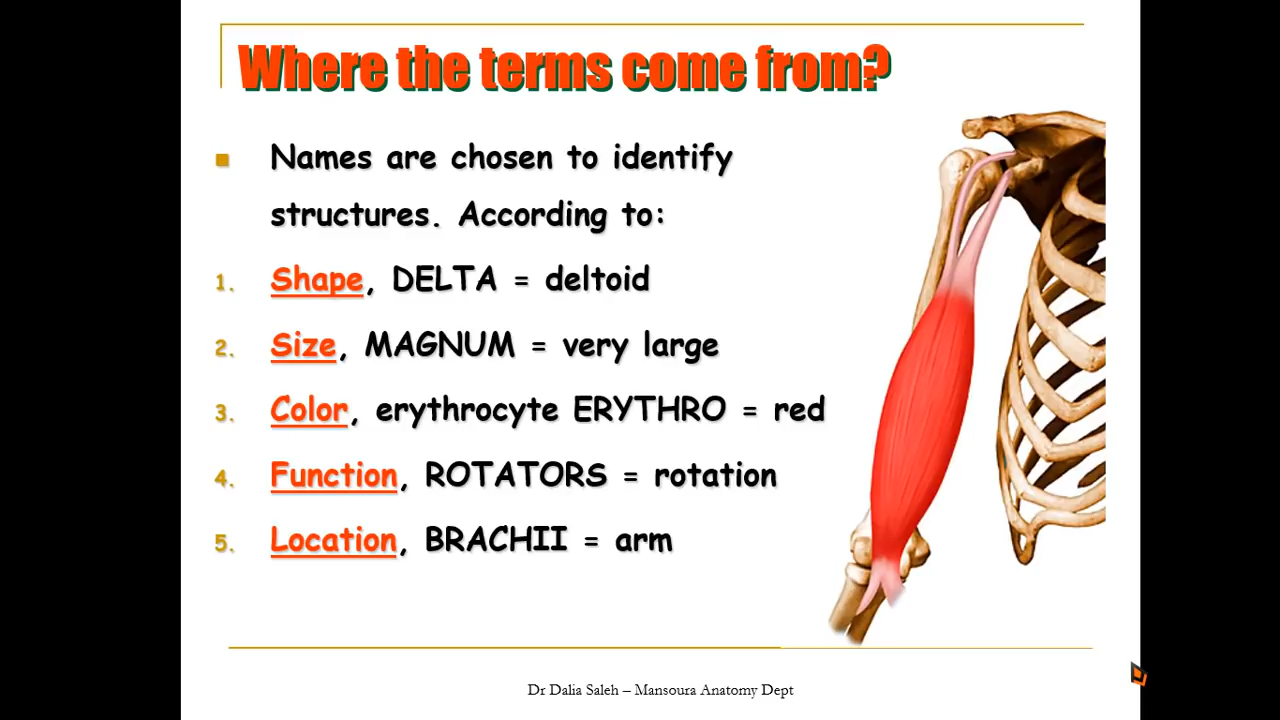 Where the terms come from?
Names are chosen to identify
structures. According to:
1. Shape, DELTA = deltoid
2. Size, MAGNUM = very large
3. Color, erythrocyte ERYTHRO = red
4. Function, ROTATORS = rotation
5. Location, BRACHII = arm
Dr Dalia Saleh – Mansoura Anatomy Dept